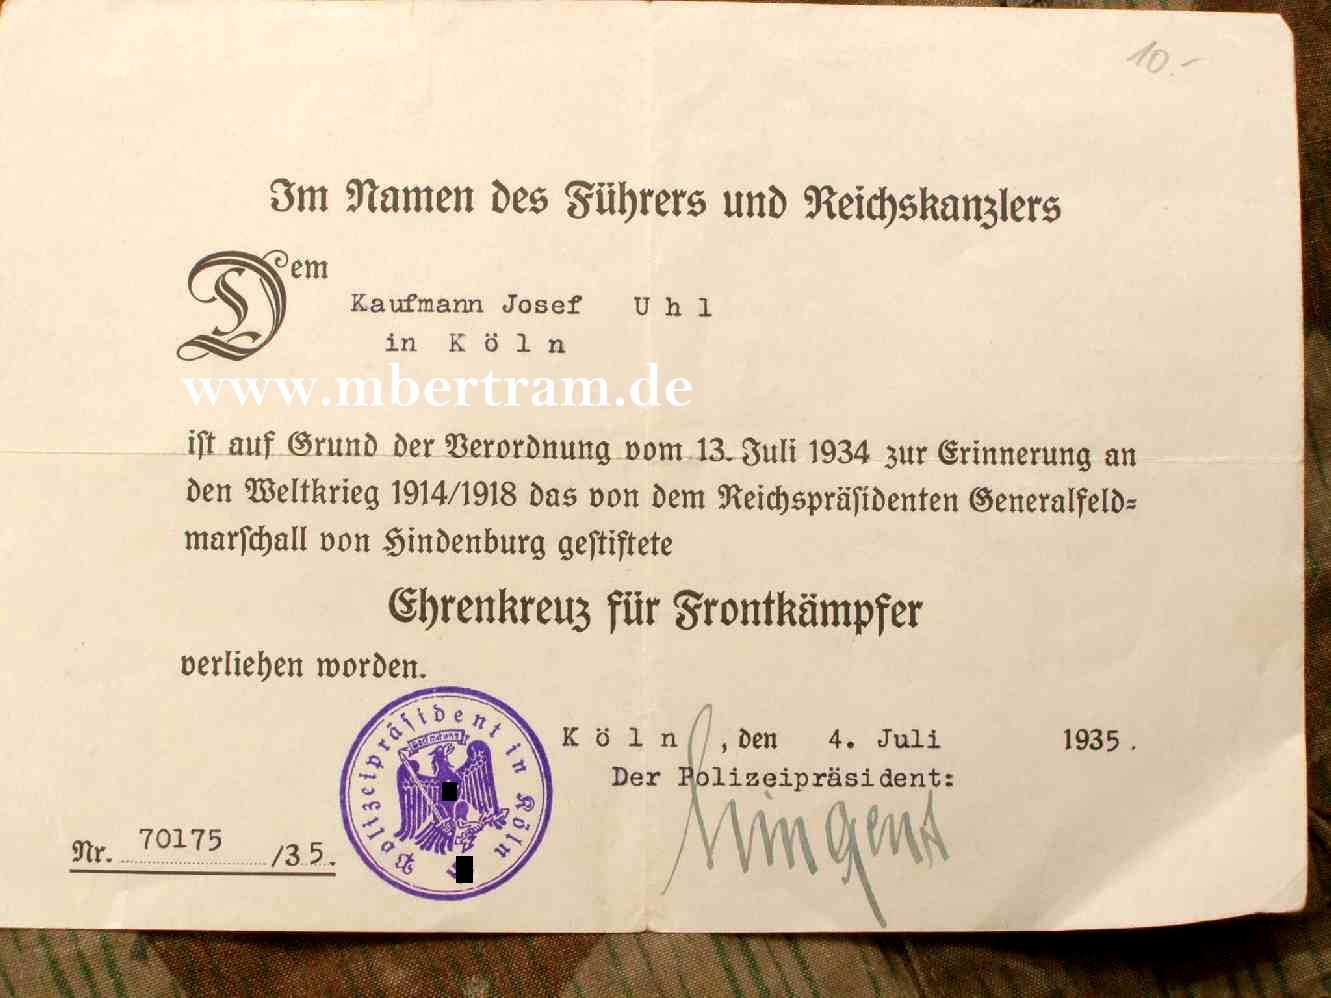 10.-
Im Namen des Führers und Reichskanzlers
Dem
Kaufmann Josef Uhl
in Köln
www.mbertram.de
ist auf Grund der Verordnung vom 13. Juli 1934 zur Erinnerung an
den Weltkrieg 1914/1918 das von dem Reichspräsidenten Generalfeld=
marschall von Hindenburg gestiftete
Ehrenkreuz für Frontkämpfer
verliehen worden.
Polizeipräsident in Köln
Köln, den 4. Juli 1935.
Der Polizeipräsident:
Nr. 70175 /35.